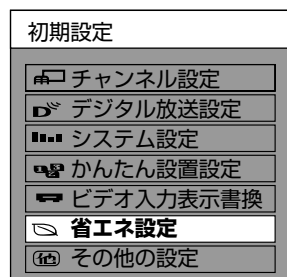 初期設定
チャンネル設定
デジタル放送設定
システム設定
かんたん設置設定
ビデオ入力表示書換
省エネ設定
他 その他の設定